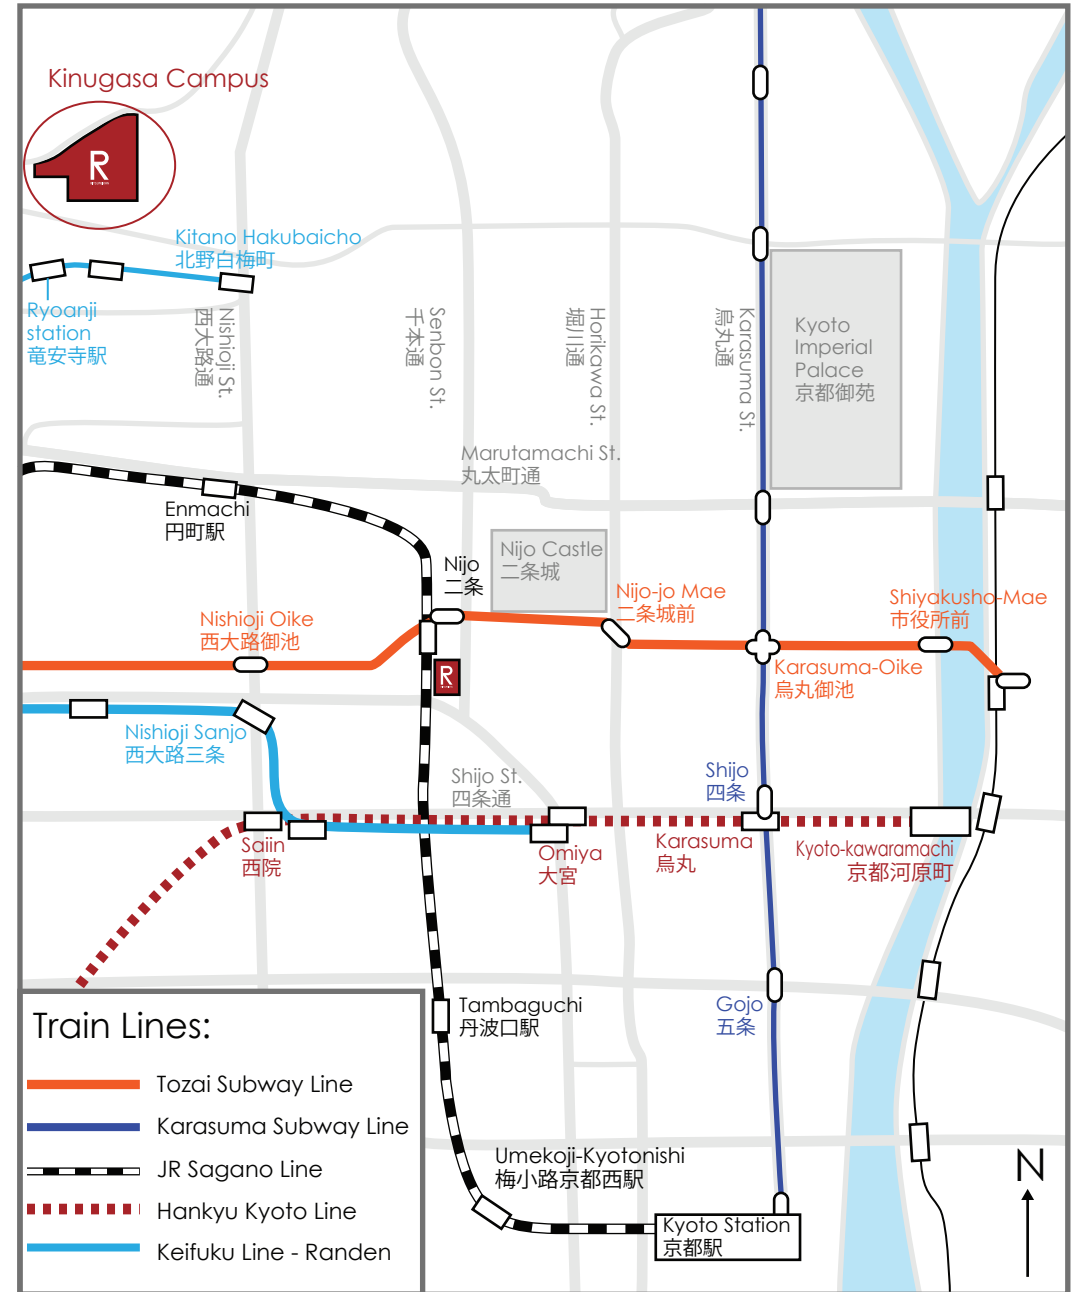 Kinugasa Campus
R
Kitano Hakubaicho
北野白梅町
Ryoanji
station
竜安寺駅
Nishioji St.
西大路通
Senbon St.
千本通
Horikawa St.
堀川通
Karasuma St.
烏丸通
Kyoto
Imperial
Palace
京都御苑
Marutamachi St.
丸太町通
Enmachi
円町駅
Nijo
二条
Nijo Castle
二条城
Nishioji Oike
西大路御池
Nijo-jo Mae
二条城前
Shiyakusho-Mae
市役所前
R
Karasuma-Oike
烏丸御池
Nishioji Sanjo
西大路三条
Shijo St.
四条通
Shijo
四条
Saiin
西院
Omiya
大宮
Karasuma
烏丸
Kyoto-kawaramachi
京都河原町
Tambaguchi
丹波口駅
Gojo
五条
Umekoji-Kyotonishi
梅小路京都西駅
Kyoto Station
京都駅
N
Train Lines:
Tozai Subway Line
Karasuma Subway Line
JR Sagano Line
Hankyu Kyoto Line
Keifuku Line - Randen